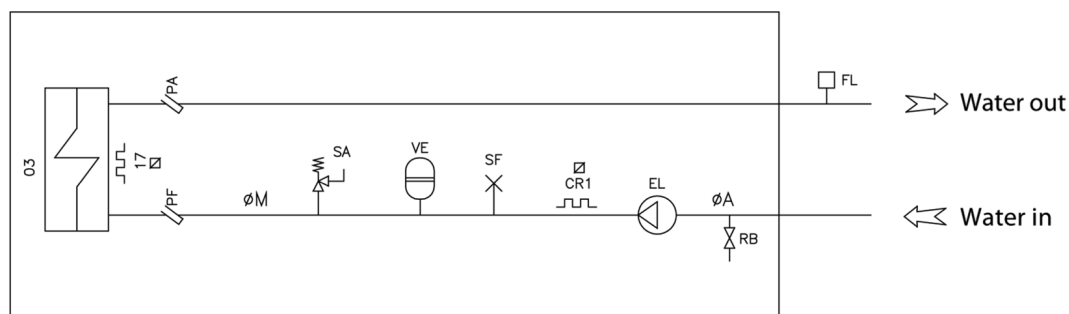 PA
FL
Water out
03
17
SA
VE
SF
CR1
EL
PF
øM
øA
Water in
RB